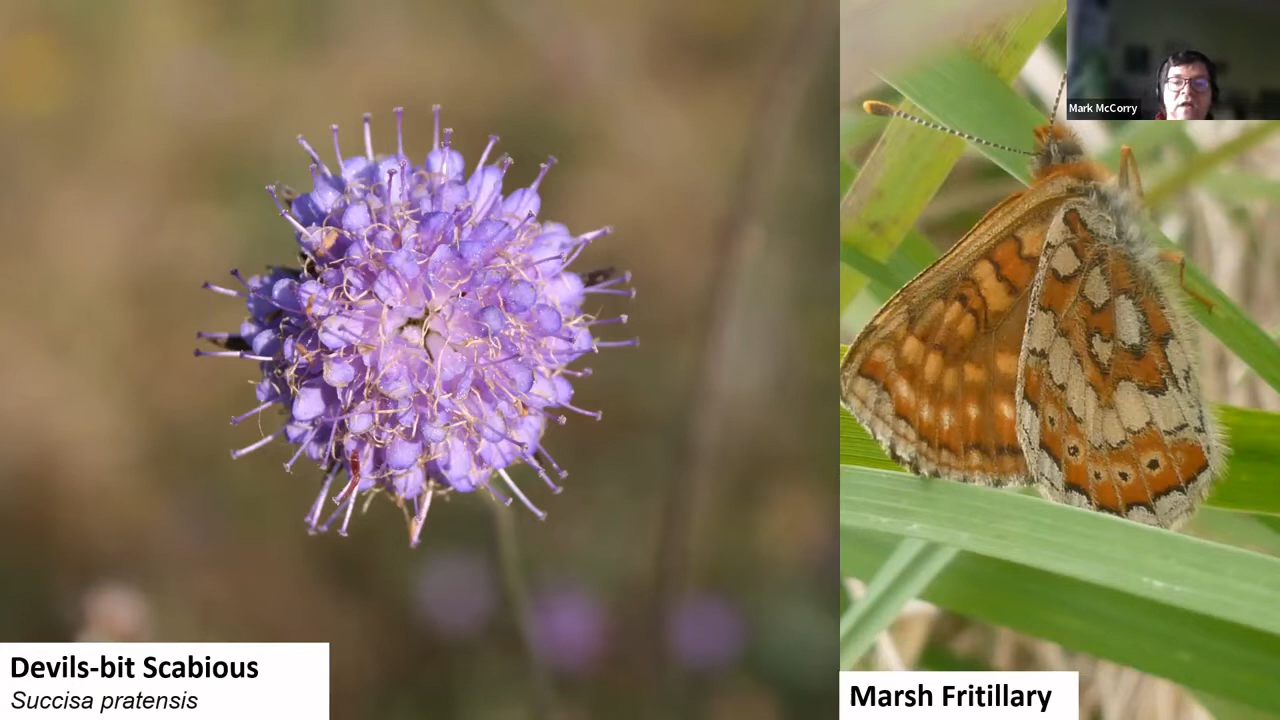 Mark McCorry
Devils-bit Scabious
Succisa pratensis
Marsh Fritillary